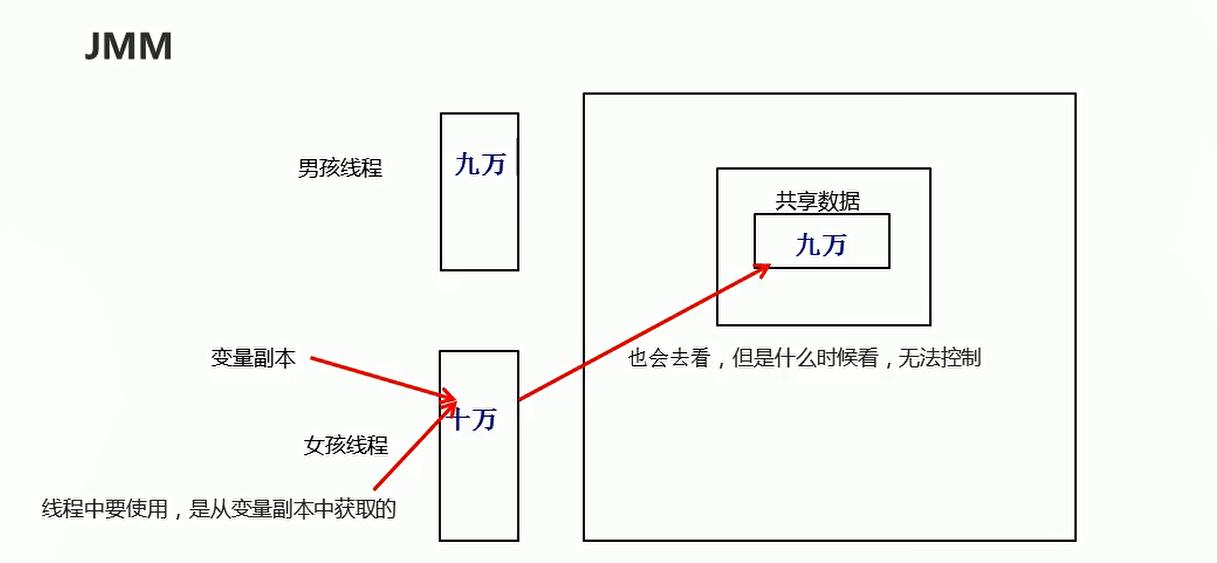 JMM
男孩线程
九万
共享数据
九万
变量副本
也会去看，但是什么时候看，无法控制
十万
女孩线程
线程中要使用，是从变量副本中获取的